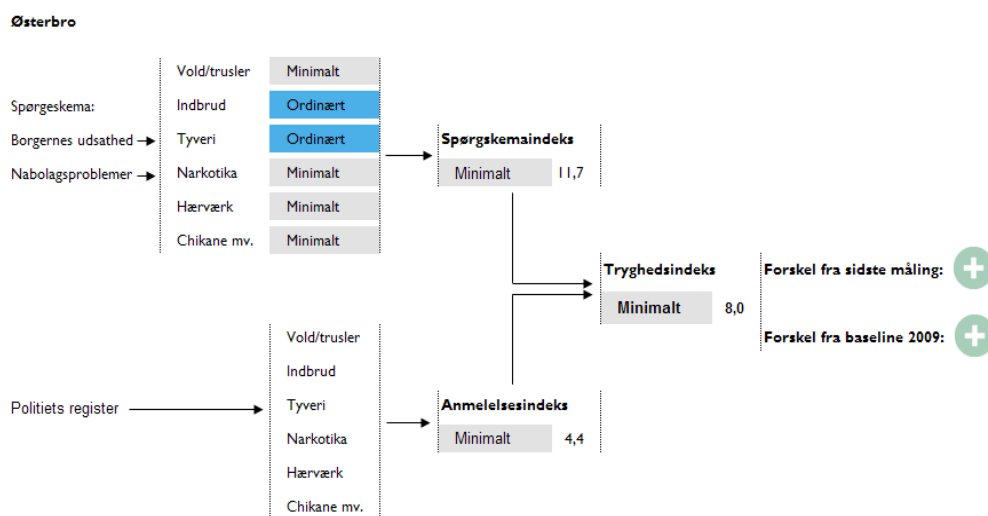 Østerbro
Spørgeskema:
Borgernes udsathed
Nabolagsproblemer
Vold/trusler Minimalt
Indbrud Ordinært
Tyveri Ordinært
Narkotika Minimalt
Hærværk Minimalt
Chikane mv. Minimalt
Spørgskemaindeks
Minimalt 11,7
Tryghedsindeks
Minimalt 8,0
Forskel fra sidste måling:
Forskel fra baseline 2009:
Politiets register
Vold/trusler
Indbrud
Tyveri
Narkotika
Hærværk
Chikane mv.
Anmelelsesindeks
Minimalt 4,4